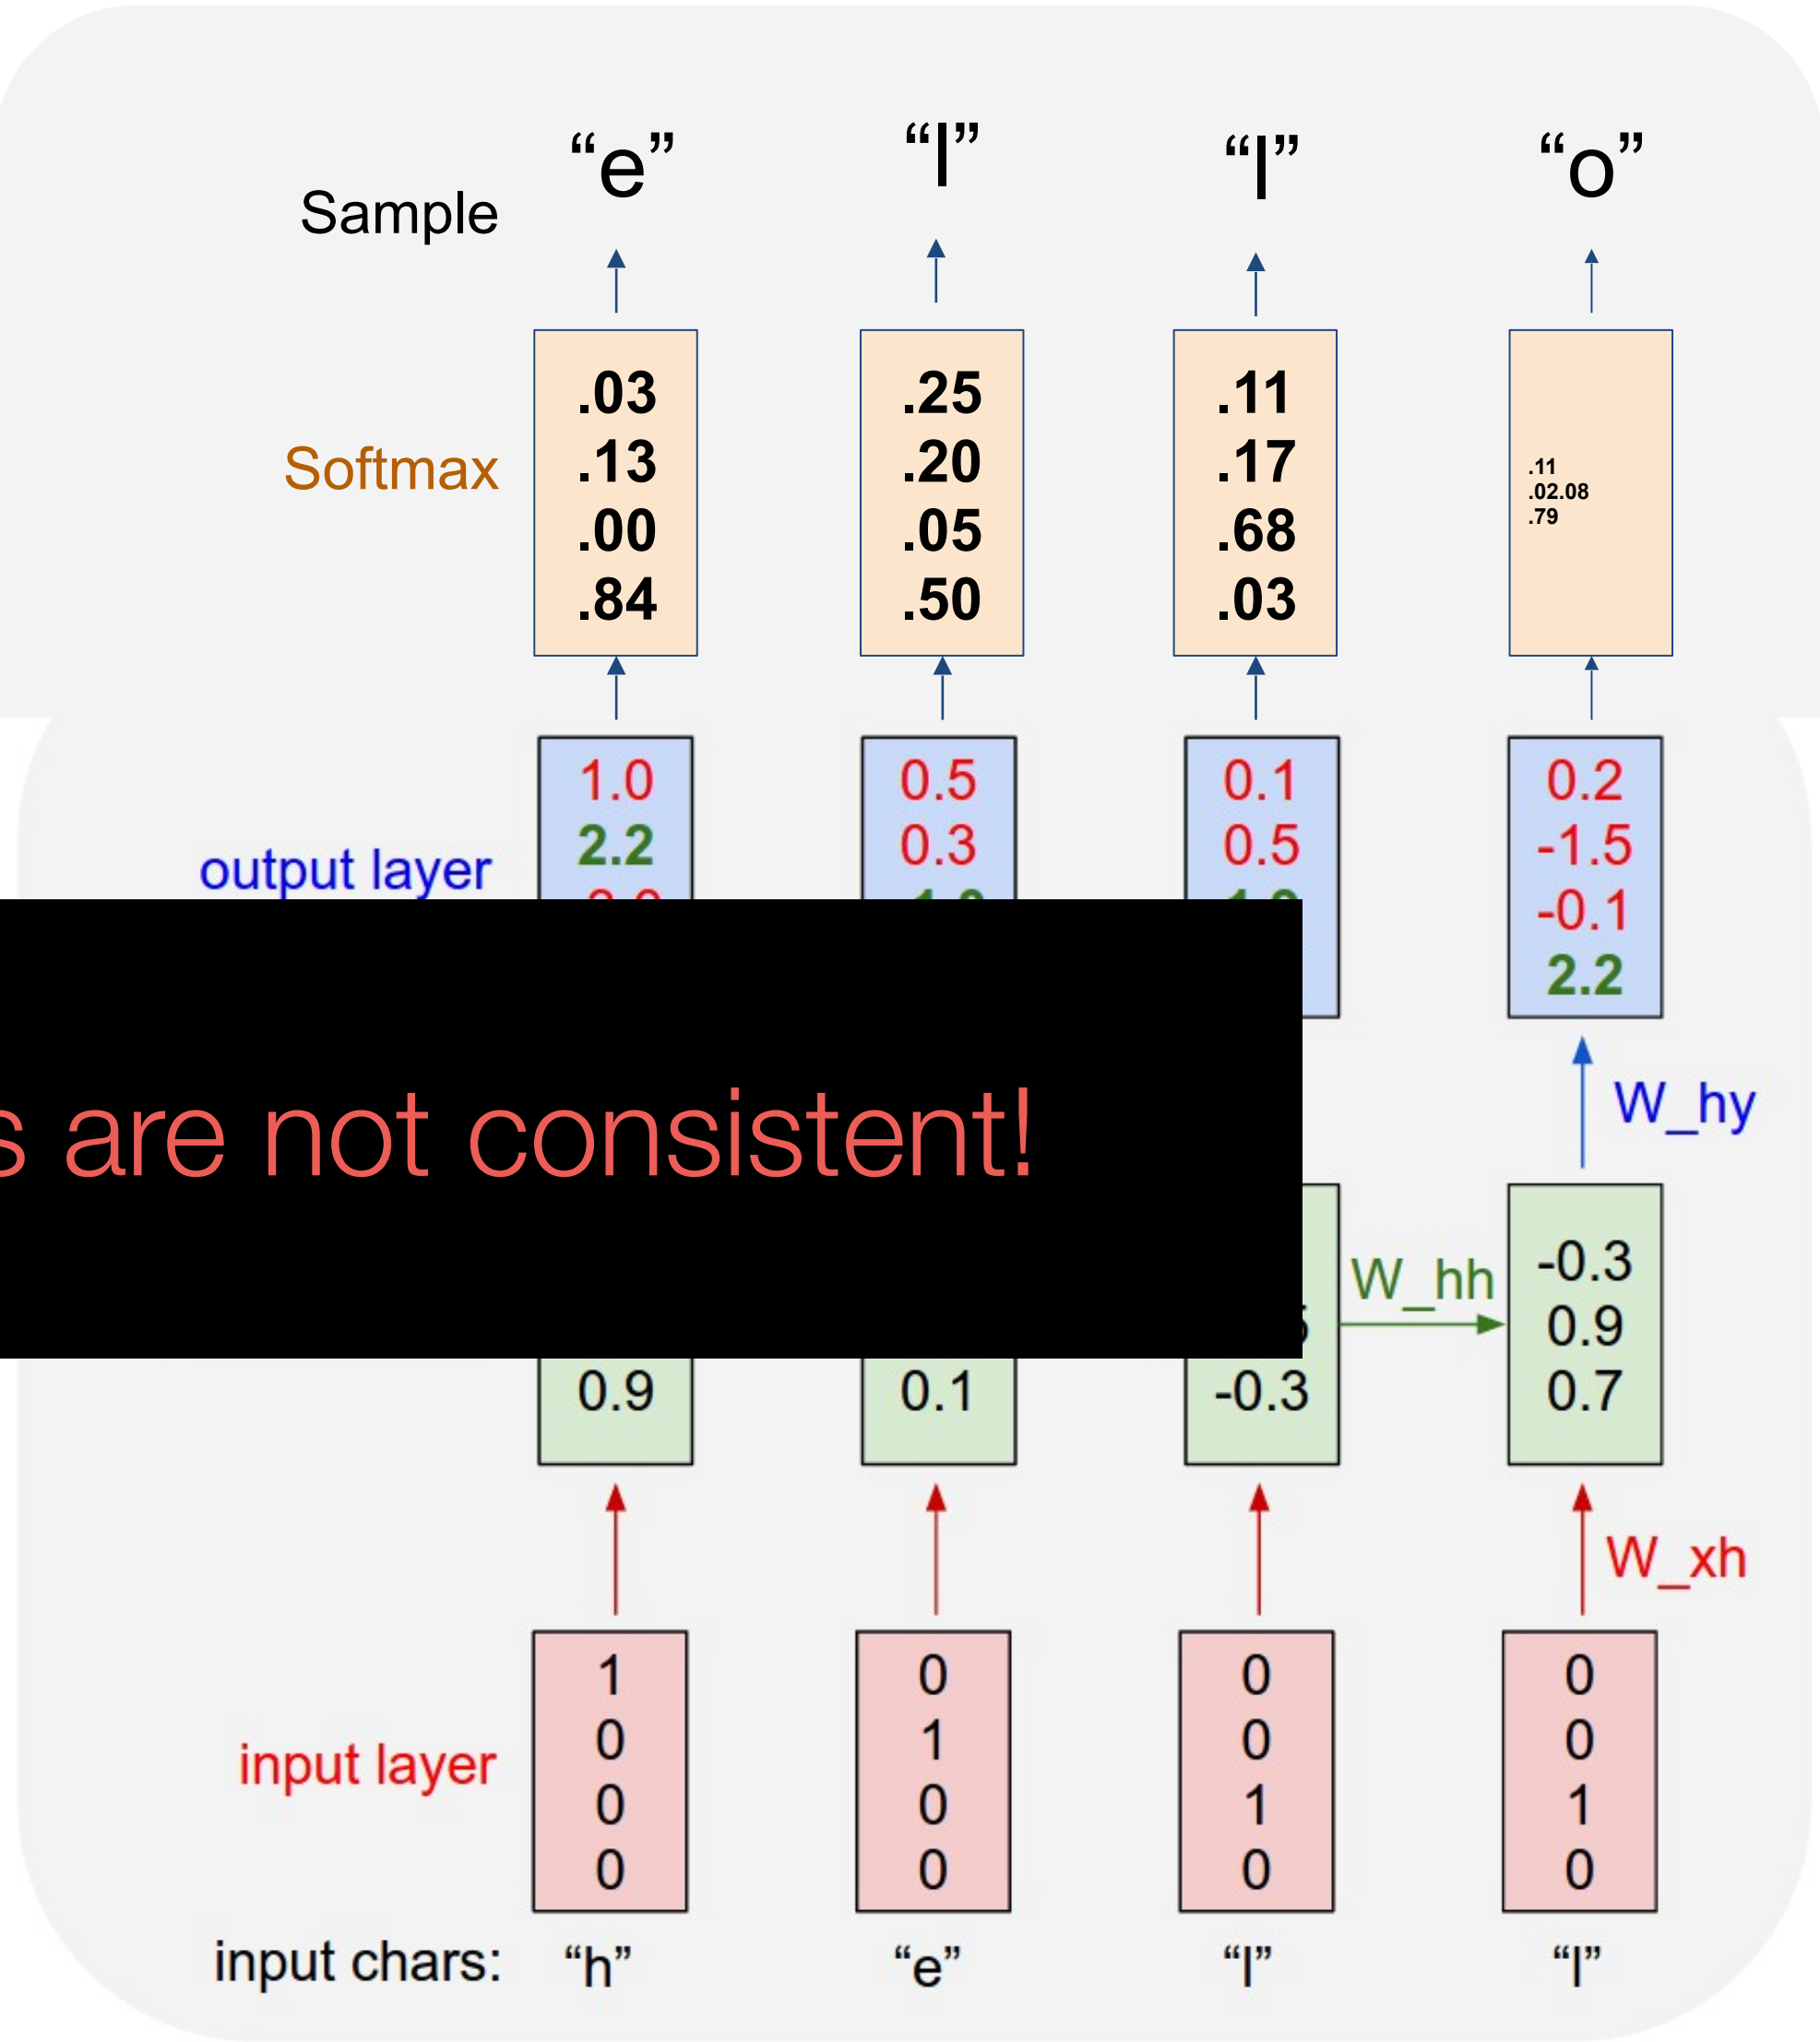 “e” “l” “l” “o”
Sample
.03 .25 .11
.13 .20 .17
Softmax
.11
.02.08
.79
.00 .05 .68
.84 .50 .03
1.0 0.5 0.1 0.2
2.2 0.3 0.5 -1.5
output layer
-0.1
2.2
W_hy
are not consistent!
W_hh
-0.3
0.9
0.9 0.1 -0.3 0.7
W_xh
1 0 0 0
0 1 0 0
input layer
0 0 1 1
0 0 0 0
input chars: “h” “e” “l” “l”